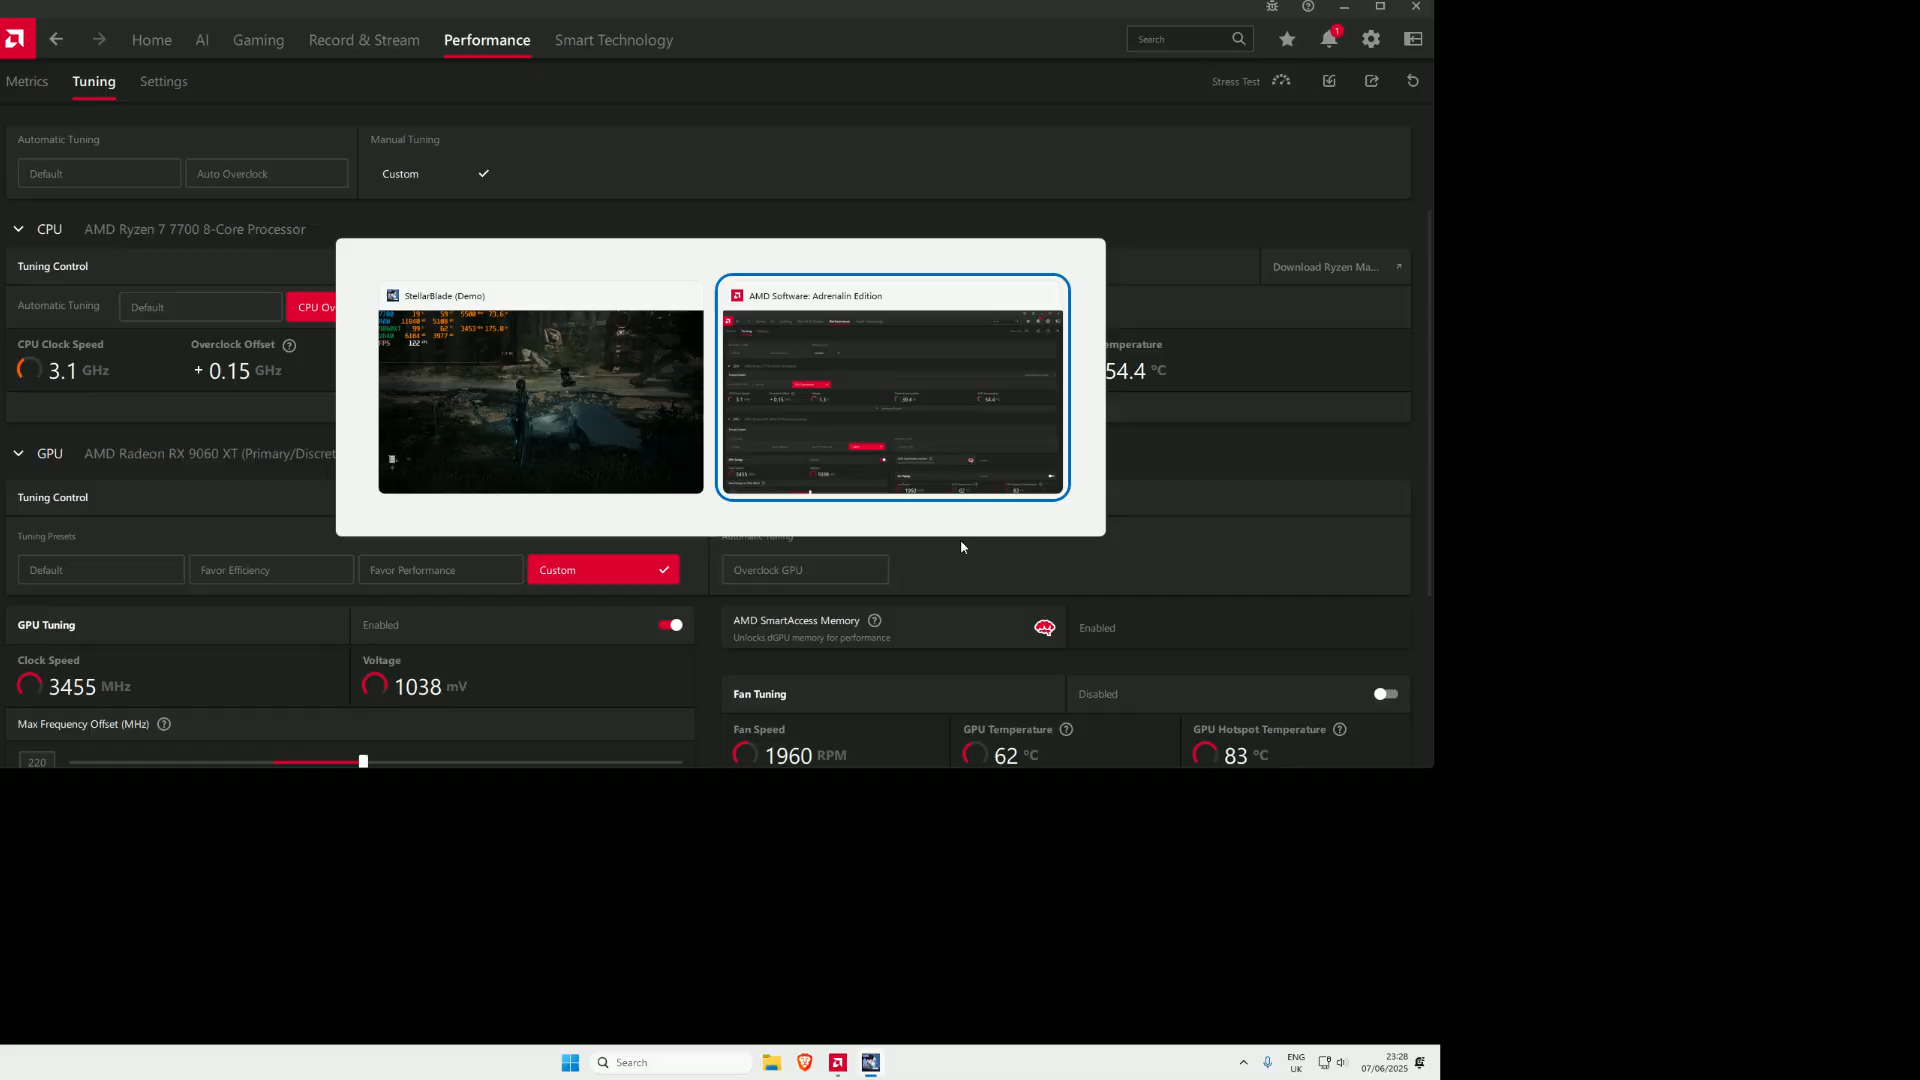 Home AI Gaming Record & Stream Performance Smart Technology Search 1
Metrics Tuning Settings Stress Test
Automatic Tuning Manual Tuning
Default Auto Overclock Custom
CPU AMD Ryzen 7 7700 8-Core Processor
Tuning Control Download Ryzen Ma...
Automatic Tuning Default CPU Ov
CPU Clock Speed Overclock Offset emperature
3.1 GHz + 0.15 GHz 54.4 °C
StellarBlade (Demo) AMD Software: Adrenalin Edition
FPS 122
GPU AMD Radeon RX 9060 XT (Primary/Discret
Tuning Control
Tuning Presets Automatic Tuning
Default Favor Efficiency Favor Performance Custom Overclock GPU
GPU Tuning Enabled AMD SmartAccess Memory Enabled
Unlocks dGPU memory for performance
Clock Speed Voltage
3455 MHz 1038 mV
Fan Tuning Disabled
Max Frequency Offset (MHz) Fan Speed GPU Temperature GPU Hotspot Temperature
220 1960 RPM 62 °C 83 °C
Search ENG 23:28
UK 07/06/2025